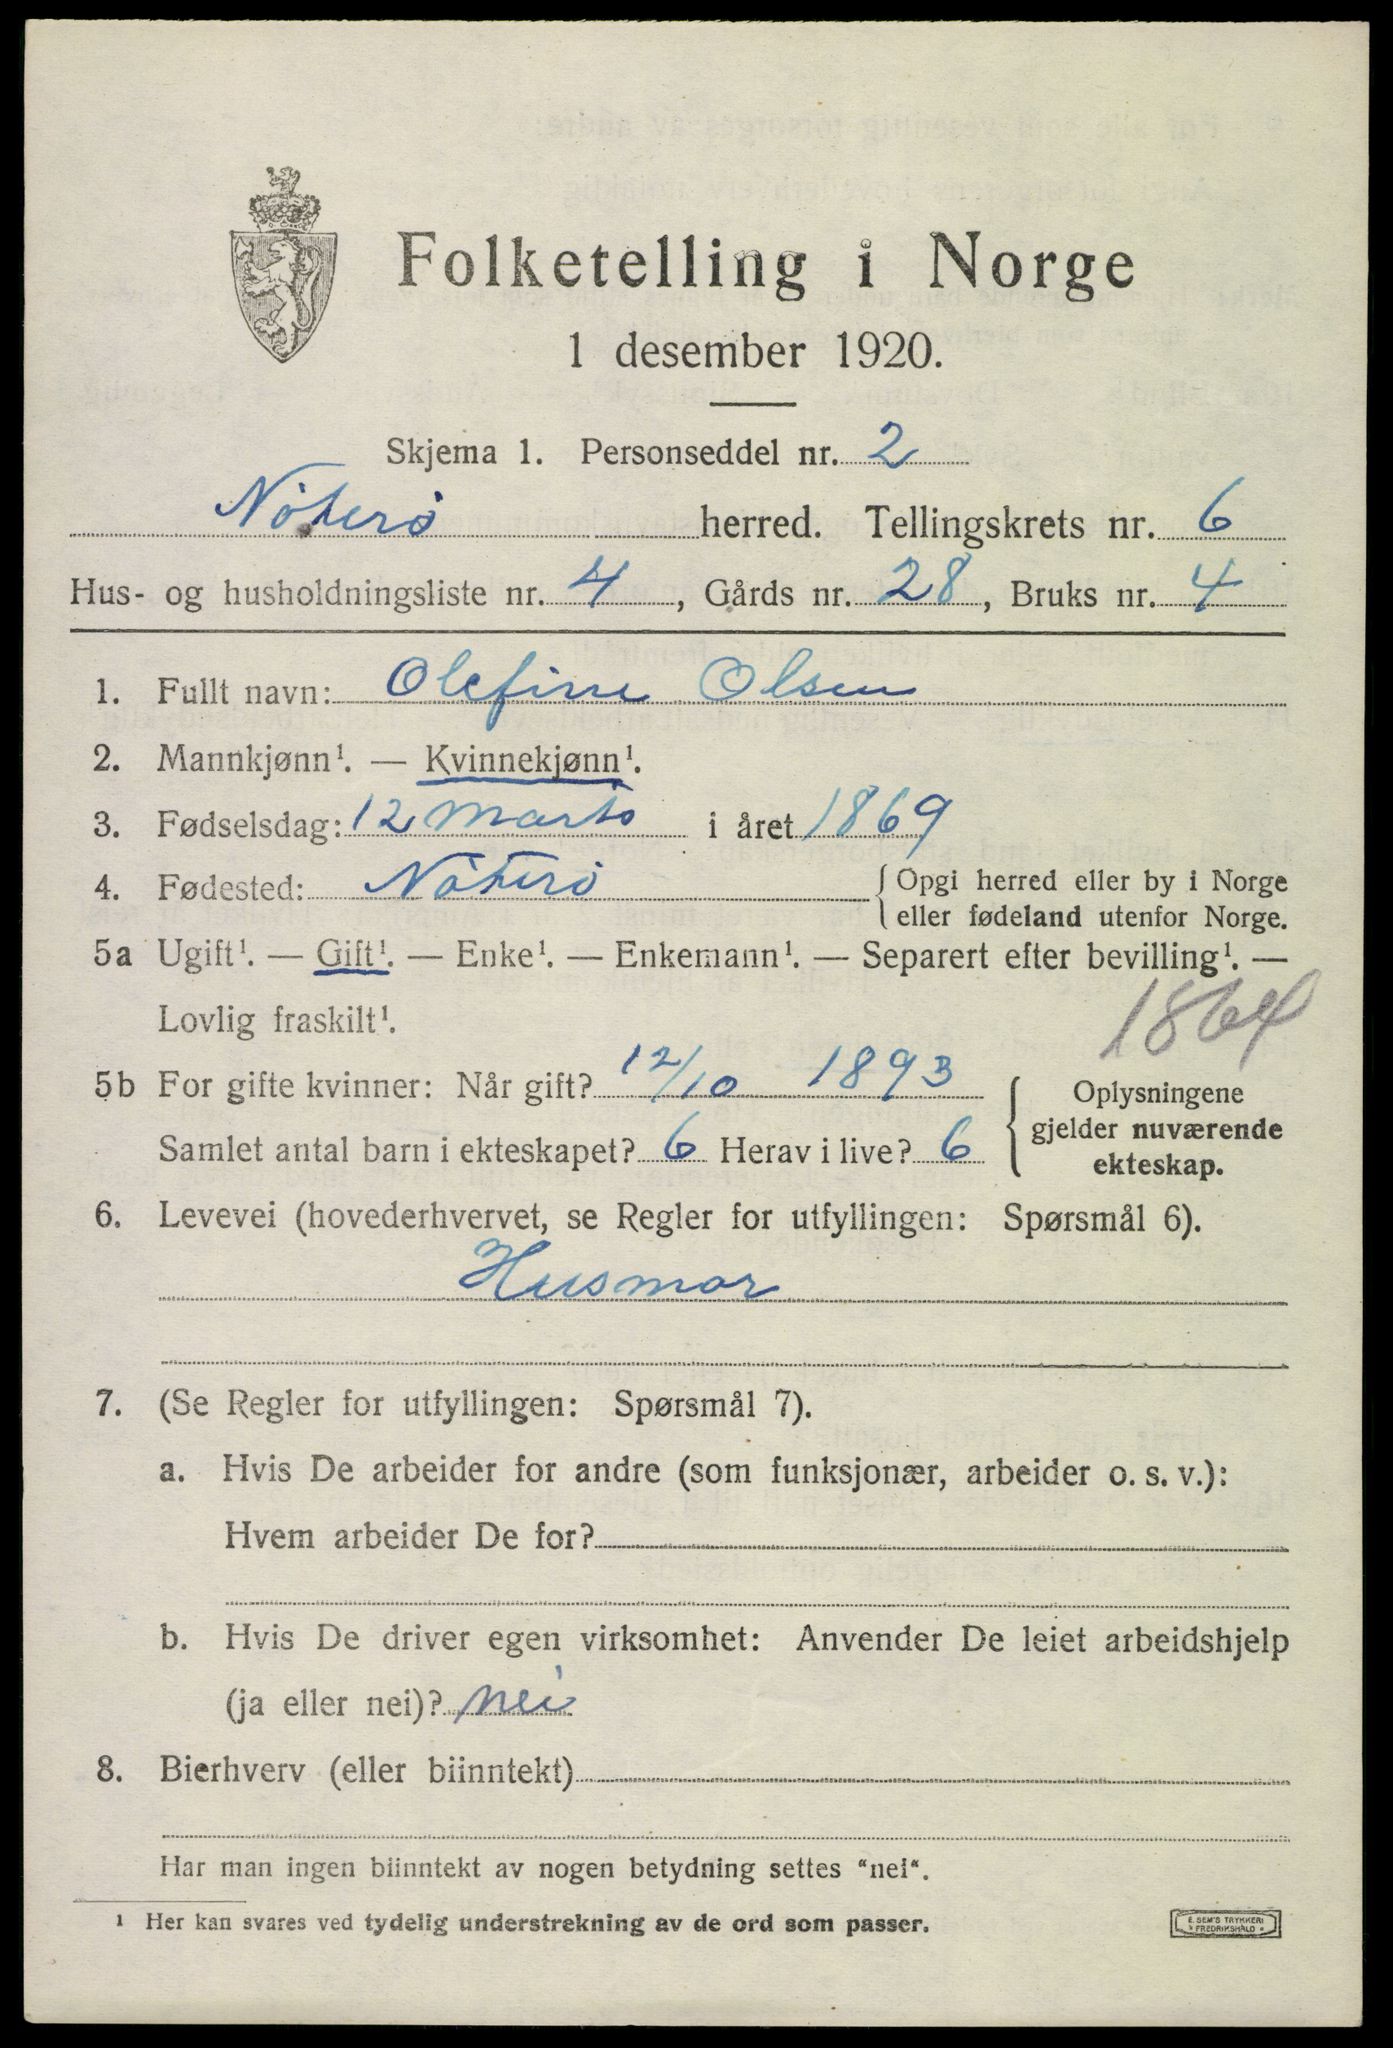 Folketelling i Norge
1 desember 1920.
Skjema 1. Personseddel nr. 2
Nöterö herred. Tellingskrets nr. 6
Hus- og husholdningsliste nr. 4, Gårds nr. 28, Bruks nr. 4
1. Fullt navn: Olefine Olsen
2. Mannkjønn¹. — Kvinnekjønn¹.
3. Fødselsdag: 12 marts i året 1869
4. Fødested: Nöterö { Opgi herred eller by i Norge
eller fødeland utenfor Norge.
5a Ugift¹. — Gift¹. — Enke¹. — Enkemann¹. — Separert efter bevilling¹. —
Lovlig fraskilt¹.
1864
5b For gifte kvinner: Når gift? 12/10 1893
Samlet antal barn i ekteskapet? 6 Herav i live? 6
{ Oplysningene
gjelder nuværende
ekteskap.
6. Levevei (hovederhvervet, se Regler for utfyllingen: Spørsmål 6).
Husmor
7. (Se Regler for utfyllingen: Spørsmål 7).
a. Hvis De arbeider for andre (som funksjonær, arbeider o. s. v.):
Hvem arbeider De for?
b. Hvis De driver egen virksomhet: Anvender De leiet arbeidshjelp
(ja eller nei)? nei
8. Bierhverv (eller biinntekt)
Har man ingen biinntekt av nogen betydning settes "nei".
¹ Her kan svares ved tydelig understrekning av de ord som passer.
E. SEM'S TRYKKERI
FREDRIKSHALD